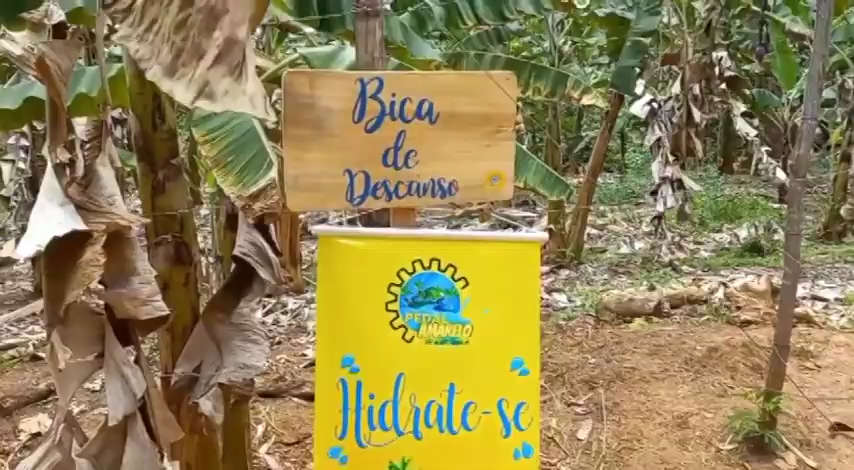 Bica
de
Descanso
PEDAL
AMARELO
Hidrate-se